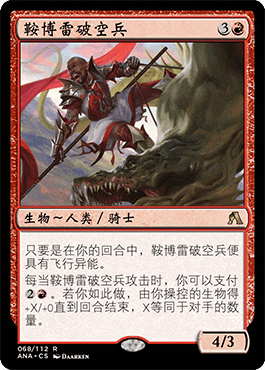 鞍博雷破空兵 3
生物～人类／骑士
只要是在你的回合中，鞍博雷破空兵便
具有飞行异能。
每当鞍博雷破空兵攻击时，你可以支付
2。若你如此做，由你操控的生物得
+X/+0直到回合结束，X等同于对手的数
量。
068/112 R
ANA • CS DAARKEN
4/3